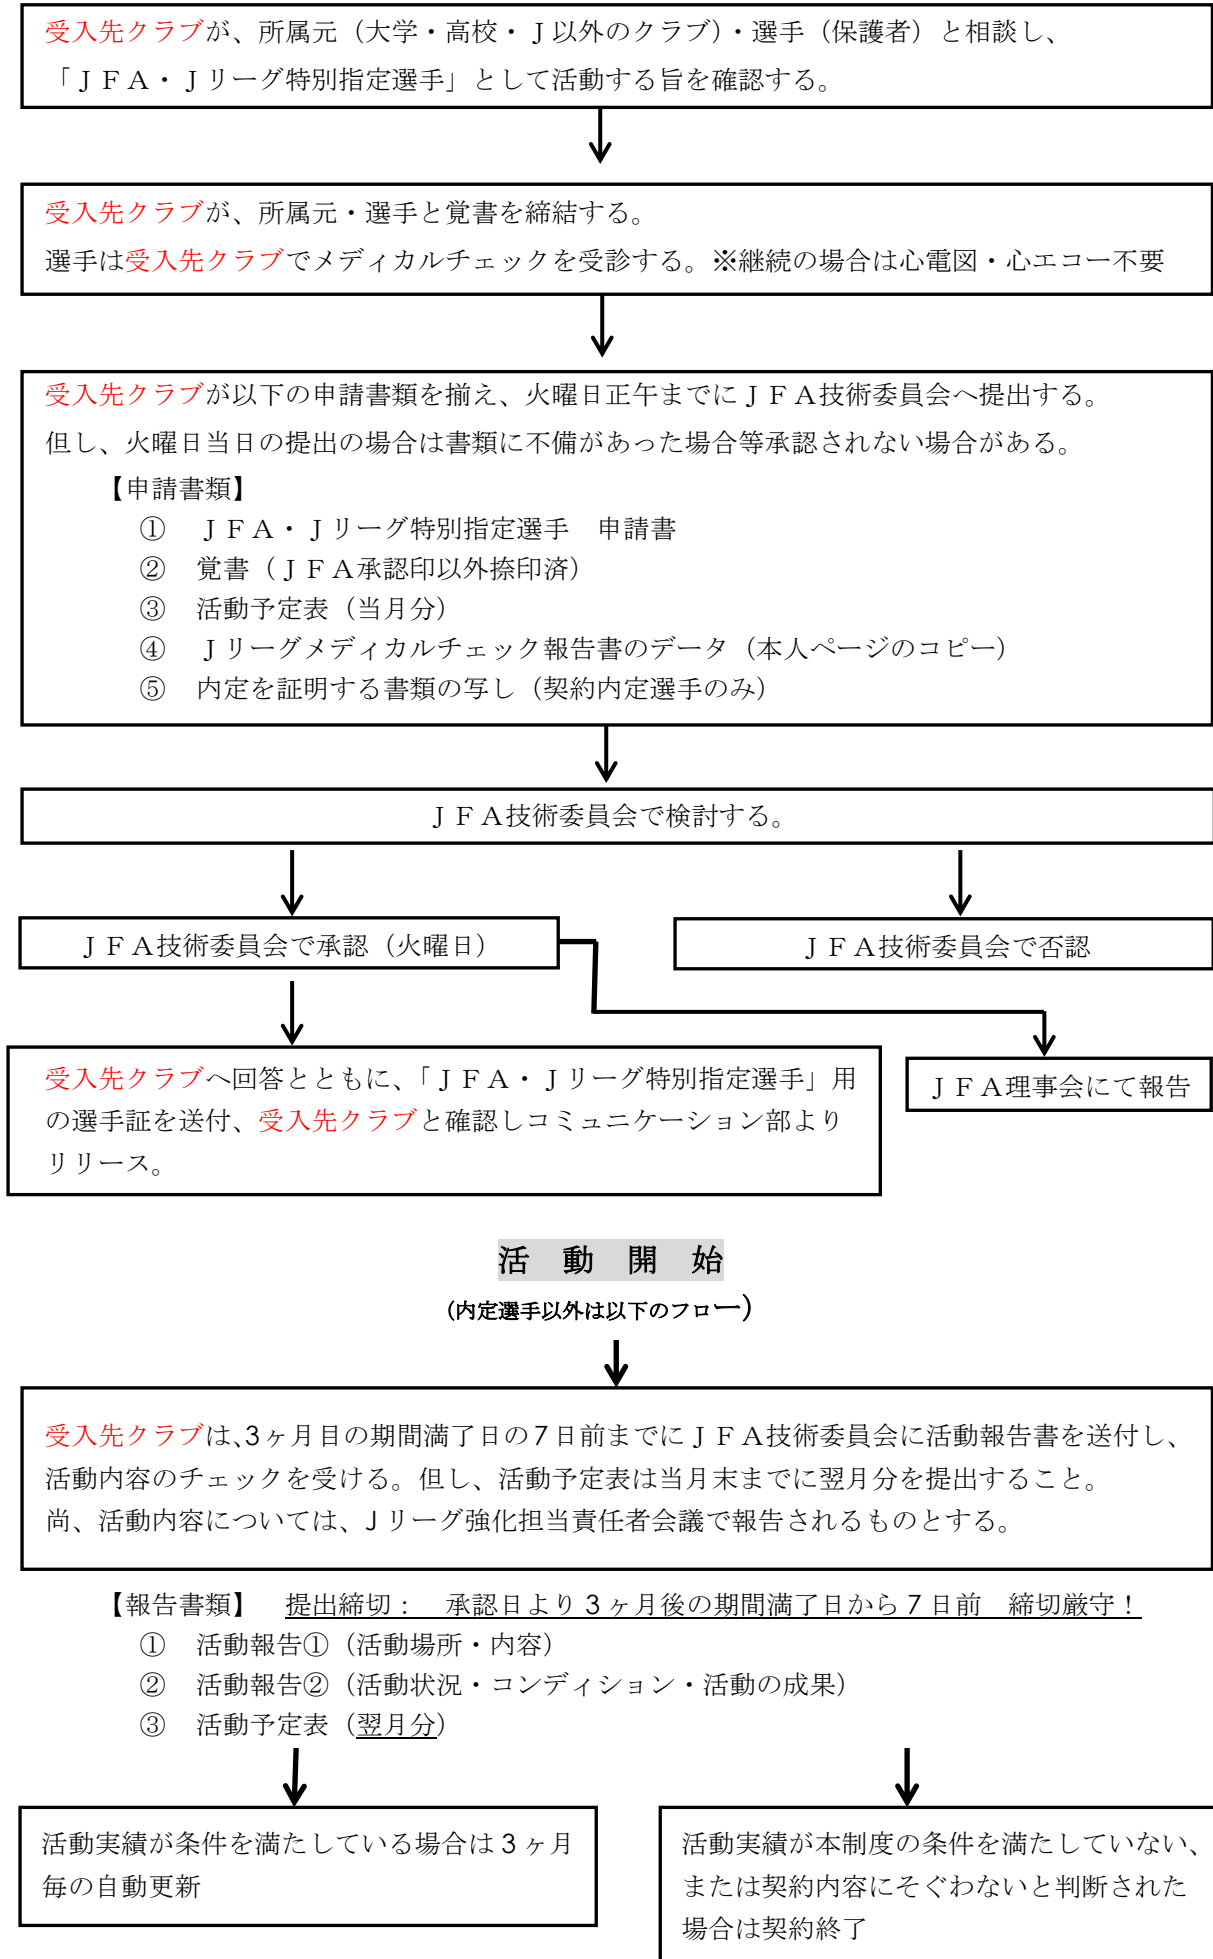 受入先クラブが、所属元（大学・高校・Ｊ以外のクラブ）・選手（保護者）と相談し、
「ＪＦＡ・Ｊリーグ特別指定選手」として活動する旨を確認する。
受入先クラブが、所属元・選手と覚書を締結する。
選手は受入先クラブでメディカルチェックを受診する。※継続の場合は心電図・心エコー不要
受入先クラブが以下の申請書類を揃え、火曜日正午までにＪＦＡ技術委員会へ提出する。
但し、火曜日当日の提出の場合は書類に不備があった場合等承認されない場合がある。
【申請書類】
①　ＪＦＡ・Ｊリーグ特別指定選手　申請書
②　覚書（ＪＦＡ承認印以外捺印済）
③　活動予定表（当月分）
④　Ｊリーグメディカルチェック報告書のデータ（本人ページのコピー）
⑤　内定を証明する書類の写し（契約内定選手のみ）
ＪＦＡ技術委員会で検討する。
ＪＦＡ技術委員会で承認（火曜日）
ＪＦＡ技術委員会で否認
受入先クラブへ回答とともに、「ＪＦＡ・Ｊリーグ特別指定選手」用
の選手証を送付、受入先クラブと確認しコミュニケーション部より
リリース。
ＪＦＡ理事会にて報告
活　動　開　始
（内定選手以外は以下のフロー）
受入先クラブは、3ヶ月目の期間満了日の7日前までにＪＦＡ技術委員会に活動報告書を送付し、
活動内容のチェックを受ける。但し、活動予定表は当月末までに翌月分を提出すること。
尚、活動内容については、Jリーグ強化担当責任者会議で報告されるものとする。
【報告書類】　提出締切：　承認日より3ヶ月後の期間満了日から7日前　締切厳守！
①　活動報告①（活動場所・内容）
②　活動報告②（活動状況・コンディション・活動の成果）
③　活動予定表（翌月分）
活動実績が条件を満たしている場合は3ヶ月
毎の自動更新
活動実績が本制度の条件を満たしていない、
または契約内容にそぐわないと判断された
場合は契約終了